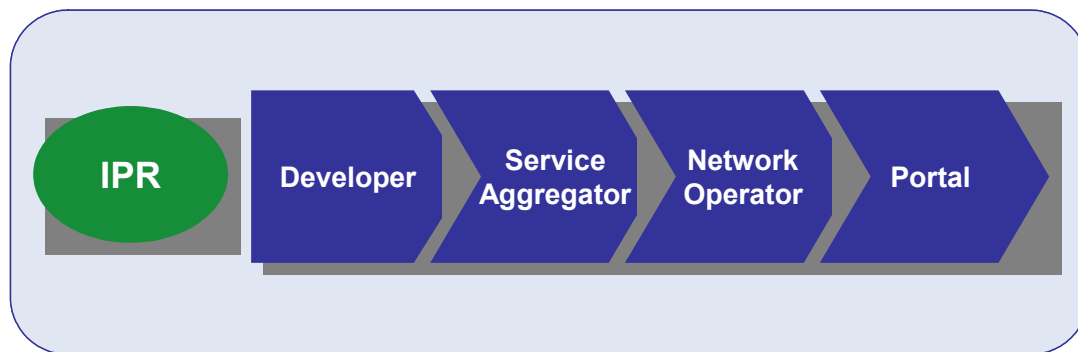 IPR
Developer
Service
Aggregator
Network
Operator
Portal